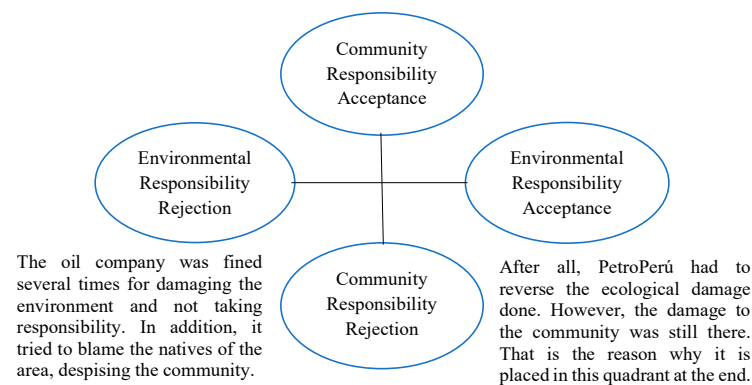 Community
Responsibility
Acceptance
Environmental
Responsibility
Rejection
Environmental
Responsibility
Acceptance
Community
Responsibility
Rejection
The oil company was fined
several times for damaging the
environment and not taking
responsibility. In addition, it
tried to blame the natives of the
area, despising the community.
After all, PetroPerú had to
reverse the ecological damage
done. However, the damage to
the community was still there.
That is the reason why it is
placed in this quadrant at the end.